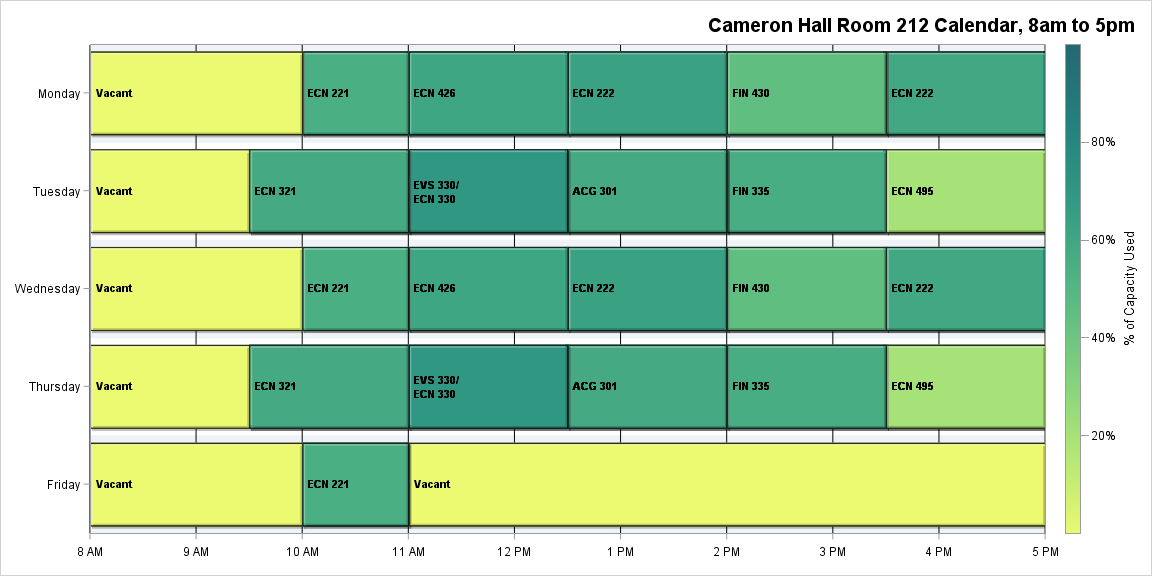 Cameron Hall Room 212 Calendar, 8am to 5pm
Monday
Vacant
ECN 221
ECN 426
ECN 222
FIN 430
ECN 222
Tuesday
Vacant
ECN 321
EVS 330/
ECN 330
ACG 301
FIN 335
ECN 495
Wednesday
Vacant
ECN 221
ECN 426
ECN 222
FIN 430
ECN 222
Thursday
Vacant
ECN 321
EVS 330/
ECN 330
ACG 301
FIN 335
ECN 495
Friday
Vacant
ECN 221
Vacant
8 AM
9 AM
10 AM
11 AM
12 PM
1 PM
2 PM
3 PM
4 PM
5 PM
80%
60%
40%
20%
% of Capacity Used